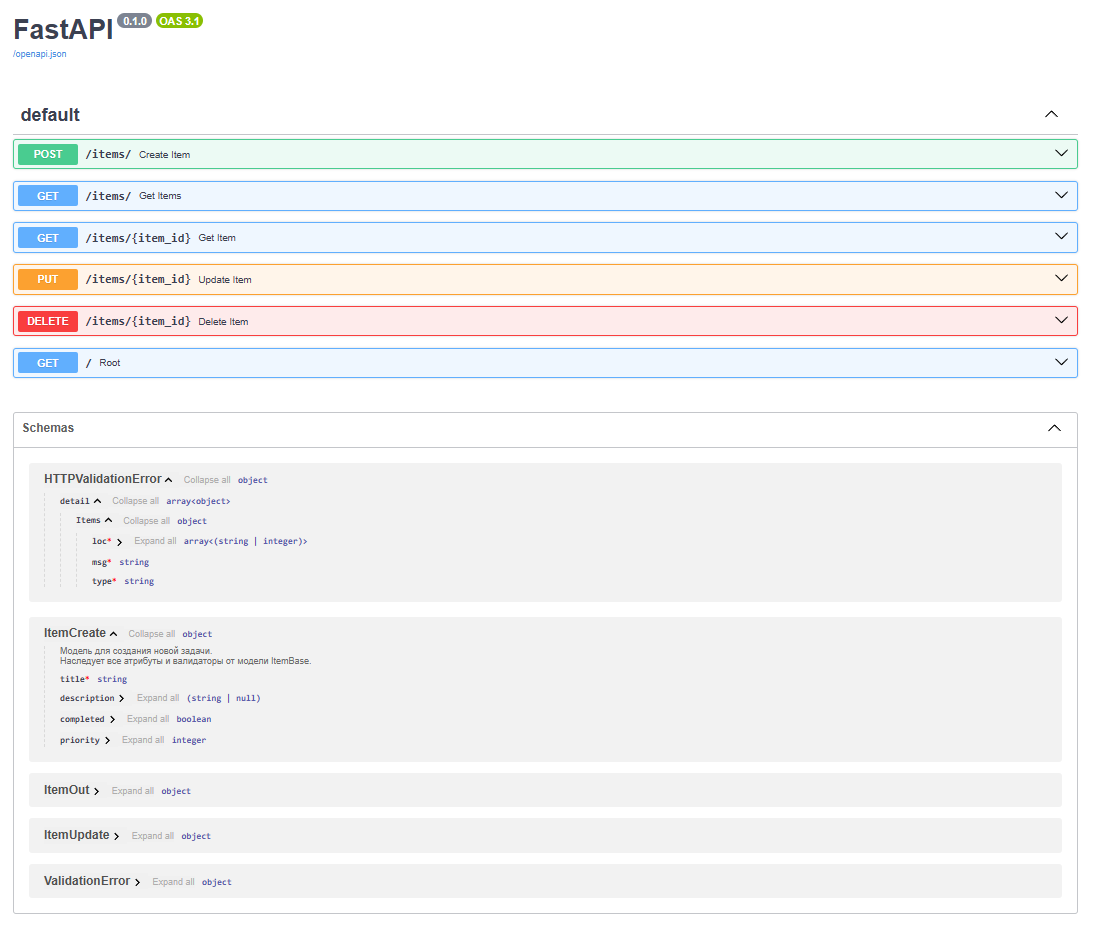 FastAPI 0.1.0 OAS 3.1
/openapi.json
default
POST /items/ Create Item
GET /items/ Get Items
GET /items/{item_id} Get Item
PUT /items/{item_id} Update Item
DELETE /items/{item_id} Delete Item
GET / Root
Schemas
HTTPValidationError Collapse all object
detail Collapse all array<object>
Items Collapse all object
loc* Expand all array<(string | integer)>
msg* string
type* string
ItemCreate Collapse all object
Модель для создания новой задачи.
Наследует все атрибуты и валидаторы от модели ItemBase.
title* string
description Expand all (string | null)
completed Expand all boolean
priority Expand all integer
ItemOut Expand all object
ItemUpdate Expand all object
ValidationError Expand all object